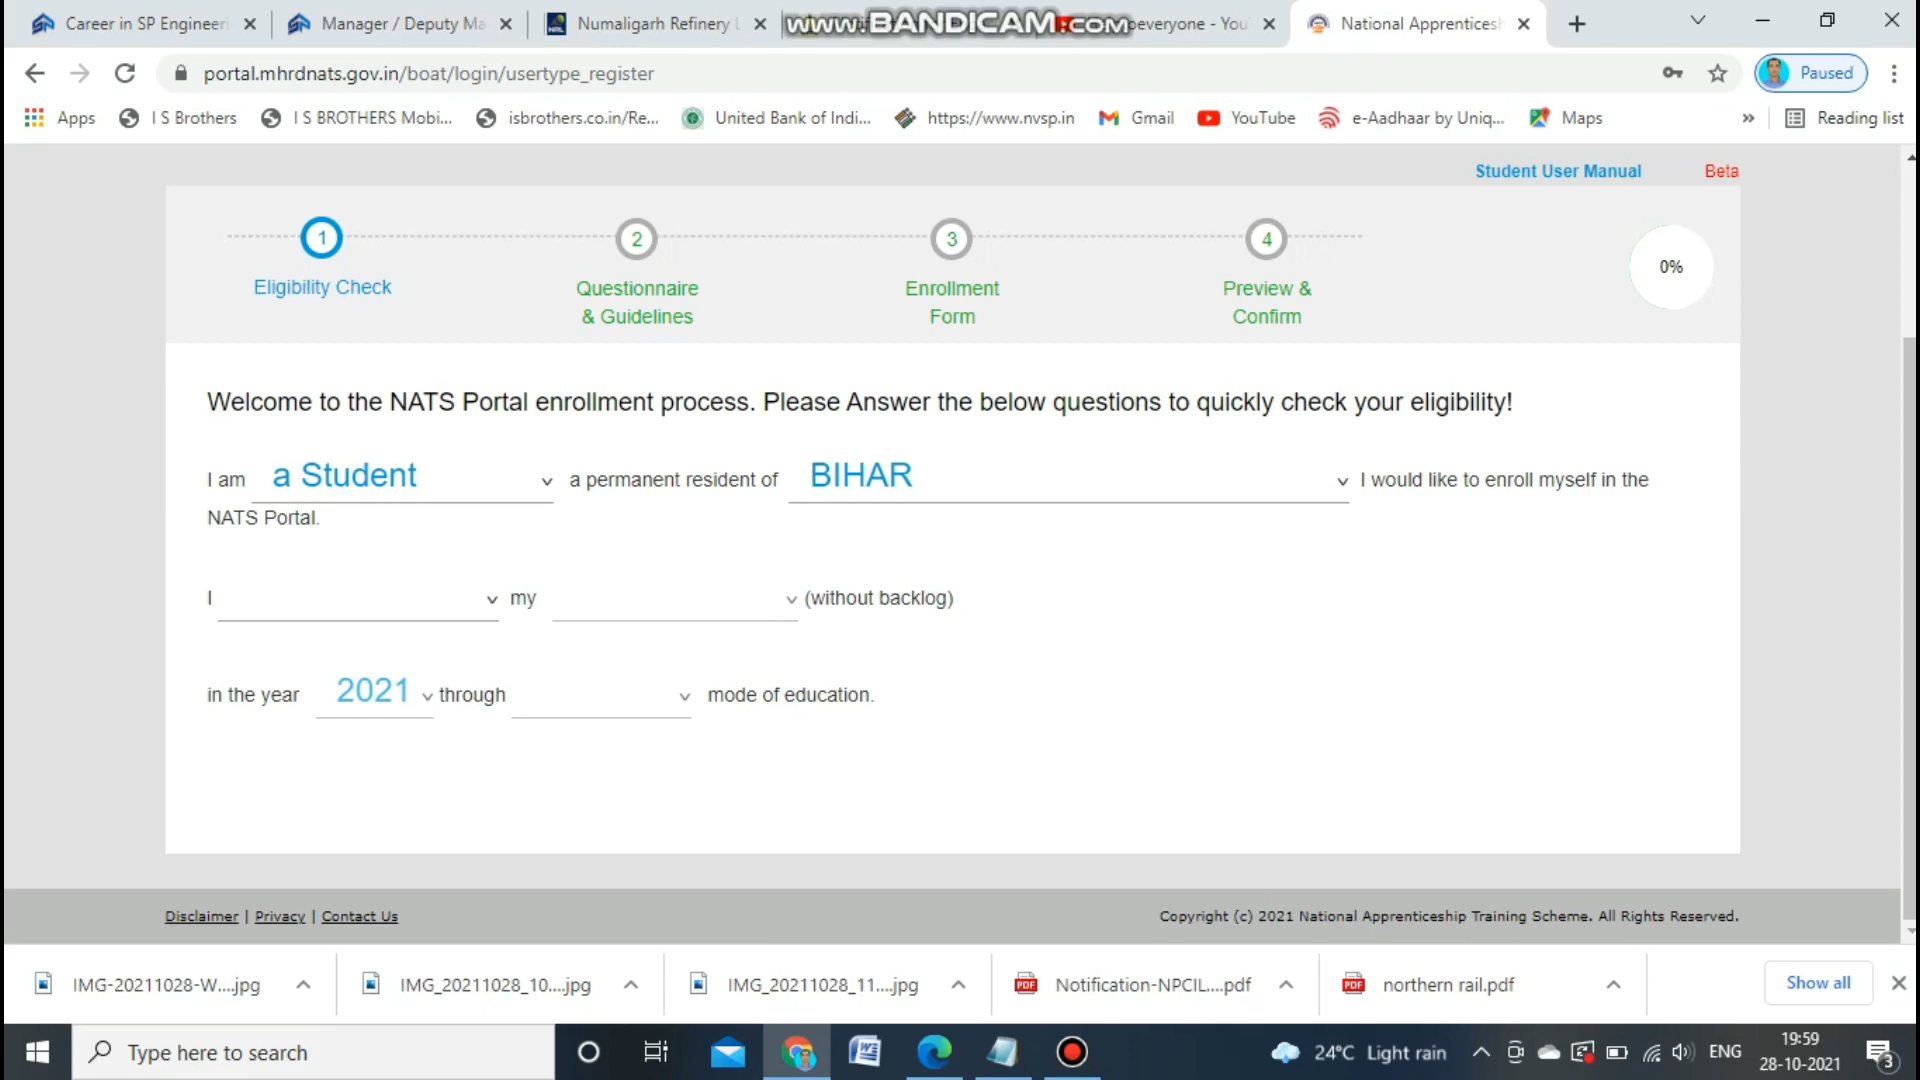 Career in SP Engineeri
Manager / Deputy Ma
Numaligarh Refinery L
www.BANDICAM.com
oeveryone - You
National Apprenticesh
portal.mhrdnats.gov.in/boat/login/usertype_register
Paused
Apps
I S Brothers
I S BROTHERS Mobi...
isbrothers.co.in/Re...
United Bank of Indi...
https://www.nvsp.in
Gmail
YouTube
e-Aadhaar by Uniq...
Maps
»
Reading list
Student User Manual
Beta
1
2
3
4
Eligibility Check
Questionnaire
& Guidelines
Enrollment
Form
Preview &
Confirm
0%
Welcome to the NATS Portal enrollment process. Please Answer the below questions to quickly check your eligibility!
I am a Student a permanent resident of BIHAR I would like to enroll myself in the
NATS Portal.
I my (without backlog)
in the year 2021 through mode of education.
Disclaimer | Privacy | Contact Us
Copyright (c) 2021 National Apprenticeship Training Scheme. All Rights Reserved.
IMG-20211028-W....jpg
IMG_20211028_10....jpg
IMG_20211028_11....jpg
PDF Notification-NPCIL....pdf
PDF northern rail.pdf
Show all
Type here to search
24°C Light rain
ENG
19:59
28-10-2021
3